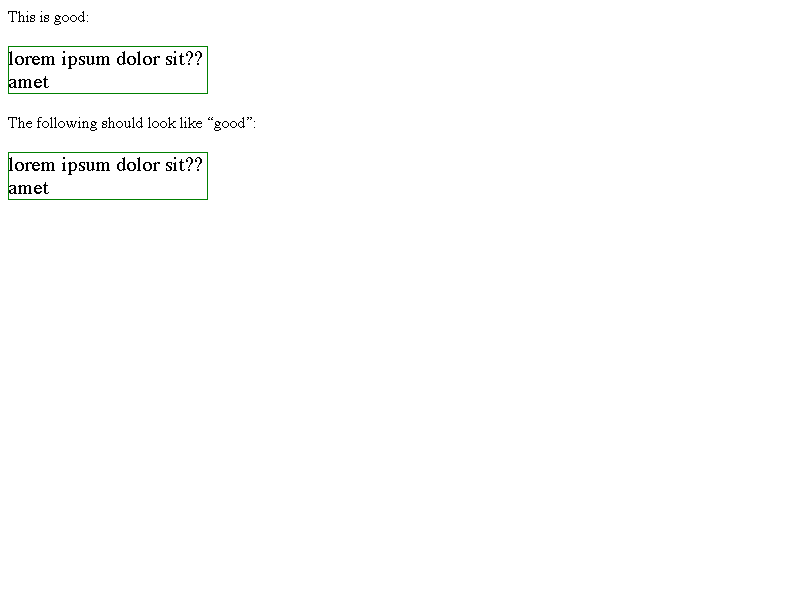 This is good:
lorem ipsum dolor sit??
amet
The following should look like “good”:
lorem ipsum dolor sit??
amet